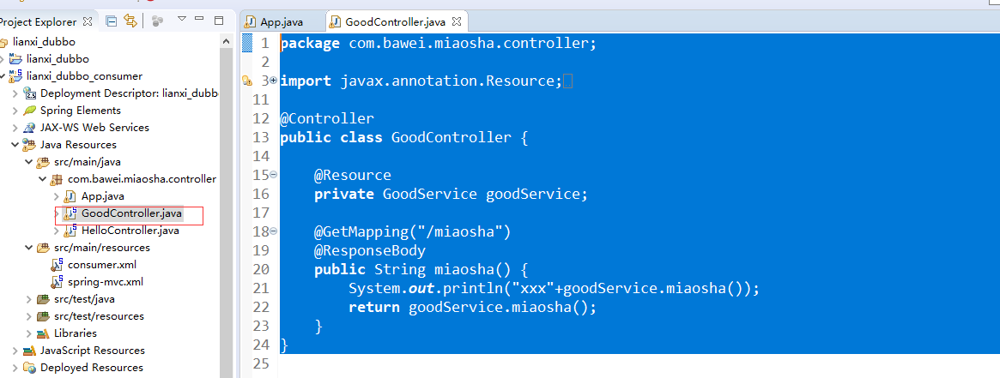 Project Explorer
lianxi_dubbo
lianxi_dubbo
lianxi_dubbo_consumer
Deployment Descriptor: lianxi_dubb
Spring Elements
JAX-WS Web Services
Java Resources
src/main/java
com.bawei.miaosha.controller
App.java
GoodController.java
HelloController.java
src/main/resources
consumer.xml
spring-mvc.xml
src/test/java
src/test/resources
Libraries
JavaScript Resources
Deployed Resources
App.java
GoodController.java
1 package com.bawei.miaosha.controller;
2
3 import javax.annotation.Resource;
11
12 @Controller
13 public class GoodController {
14
15 @Resource
16 private GoodService goodService;
17
18 @GetMapping("/miaosha")
19 @ResponseBody
20 public String miaosha() {
21 System.out.println("xxx"+goodService.miaosha());
22 return goodService.miaosha();
23 }
24 }
25